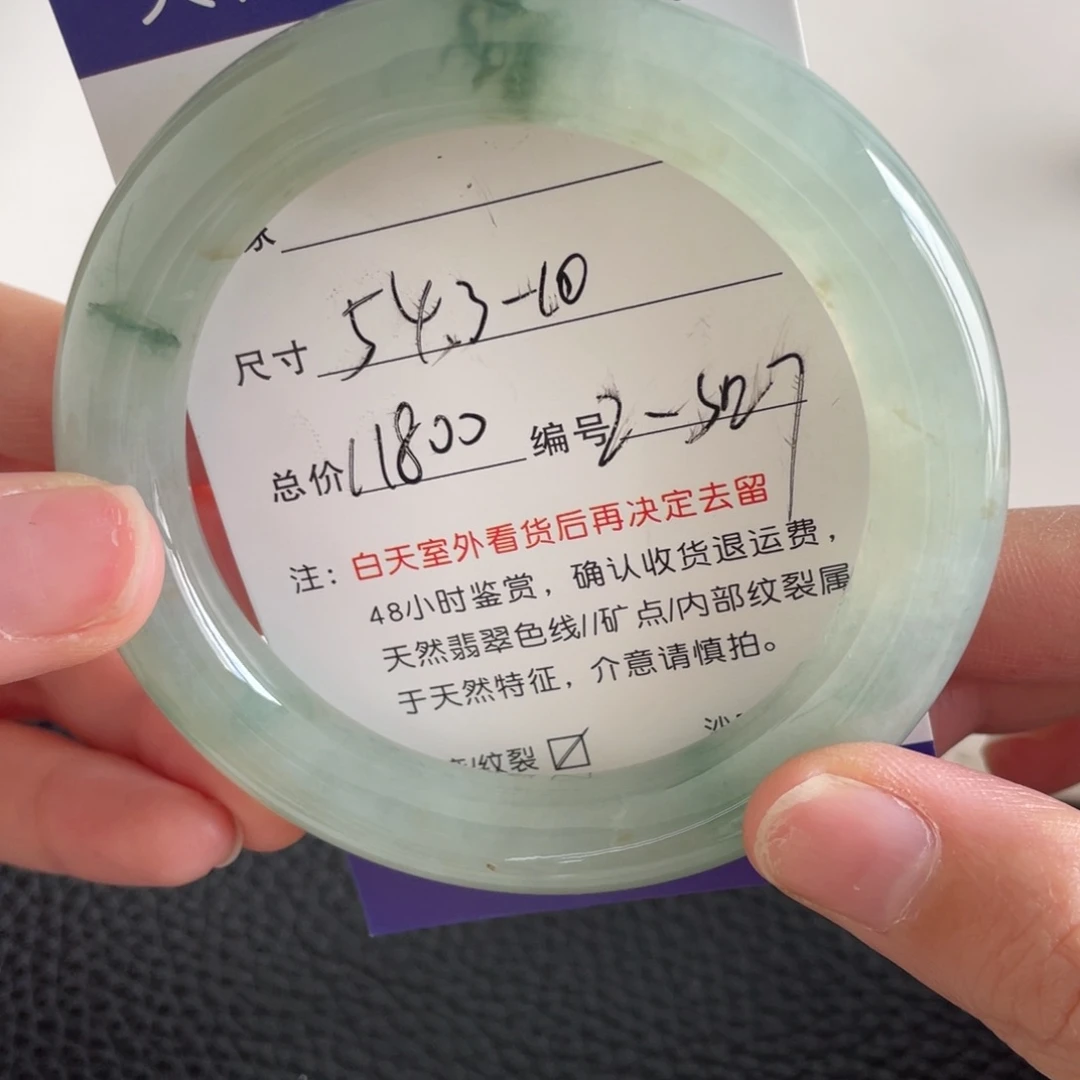 尺寸 54.3-10
总价 11800 编号 2-527
注：白天室外看货后再决定去留
48小时鉴赏，确认收货退运费，
天然翡翠色线//矿点/内部纹裂属
于天然特征，介意请慎拍。
纹裂 ☑